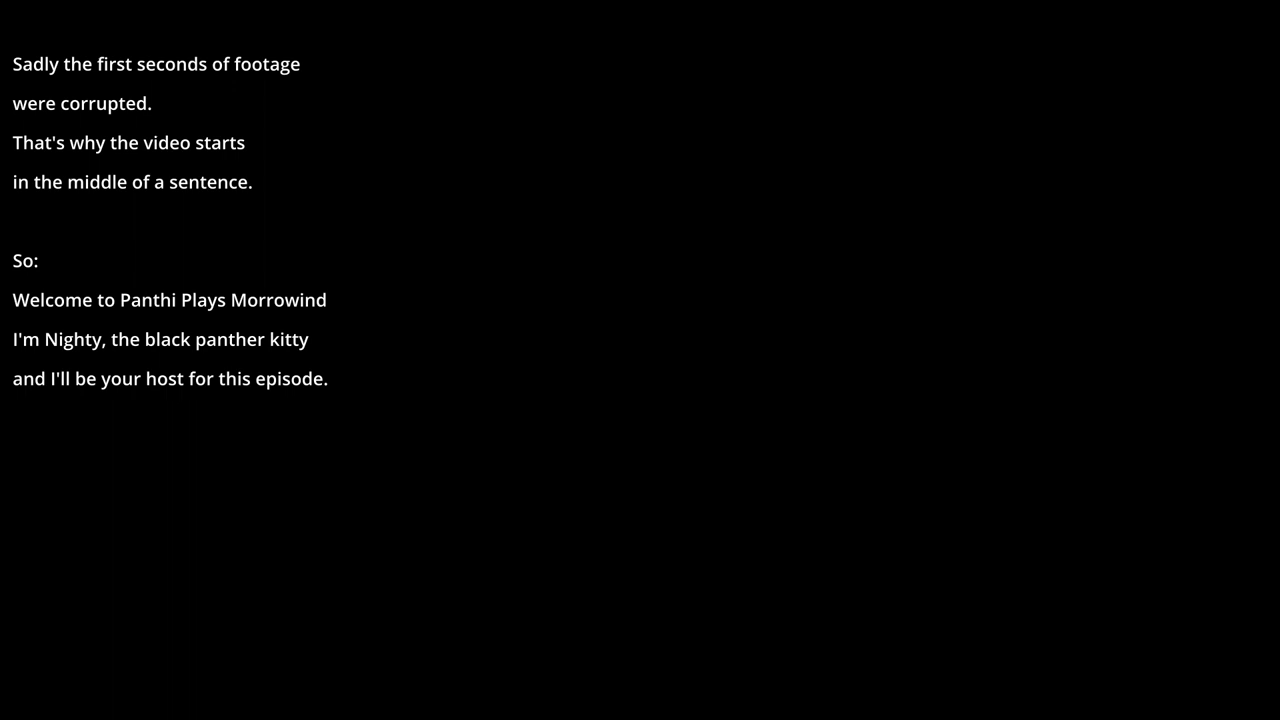 Sadly the first seconds of footage
were corrupted.
That's why the video starts
in the middle of a sentence.
So:
Welcome to Panthi Plays Morrowind
I'm Nighty, the black panther kitty
and I'll be your host for this episode.